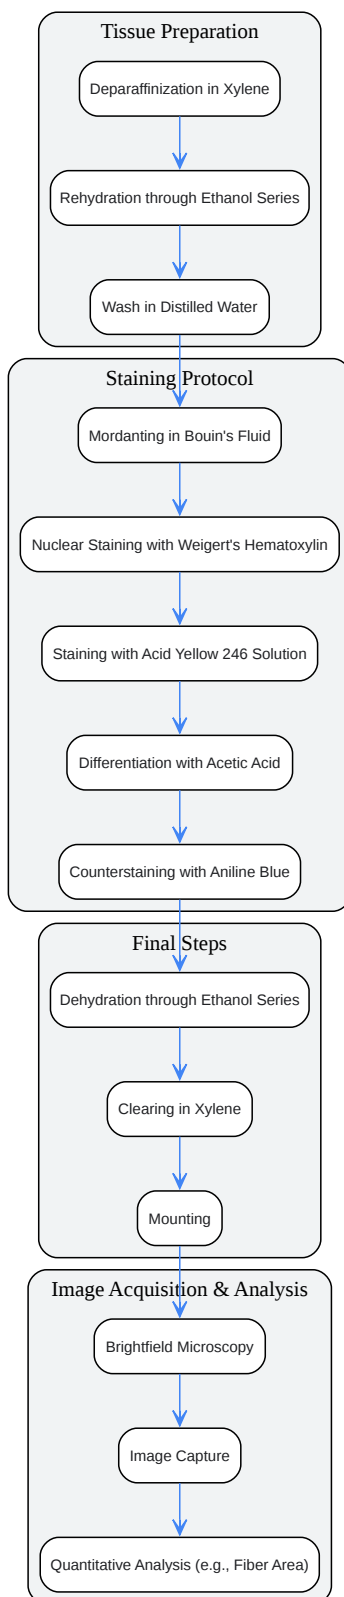 Tissue Preparation
Deparaffinization in Xylene
Rehydration through Ethanol Series
Wash in Distilled Water
Staining Protocol
Mordanting in Bouin's Fluid
Nuclear Staining with Weigert's Hematoxylin
Staining with Acid Yellow 246 Solution
Differentiation with Acetic Acid
Counterstaining with Aniline Blue
Final Steps
Dehydration through Ethanol Series
Clearing in Xylene
Mounting
Image Acquisition & Analysis
Brightfield Microscopy
Image Capture
Quantitative Analysis (e.g., Fiber Area)